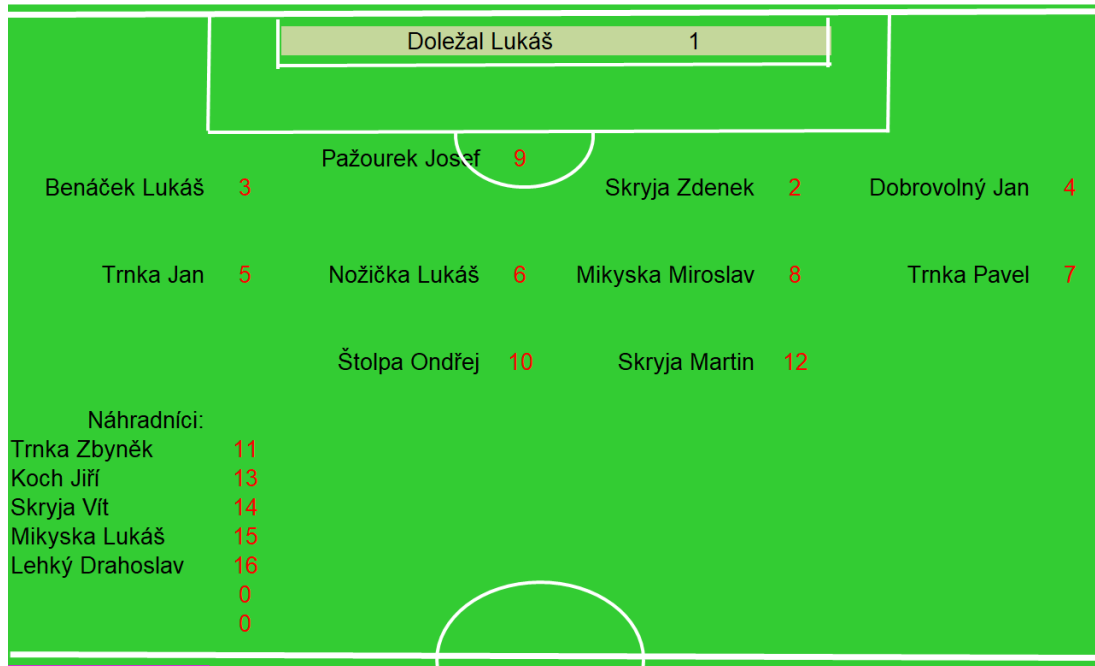 Doležal Lukáš 1
Pažourek Josef 9
Benáček Lukáš 3 Skryja Zdenek 2 Dobrovolný Jan 4
Trnka Jan 5 Nožička Lukáš 6 Mikyska Miroslav 8 Trnka Pavel 7
Štolpa Ondřej 10 Skryja Martin 12
Náhradníci:
Trnka Zbyněk 11
Koch Jiří 13
Skryja Vít 14
Mikyska Lukáš 15
Lehký Drahoslav 16
0
0